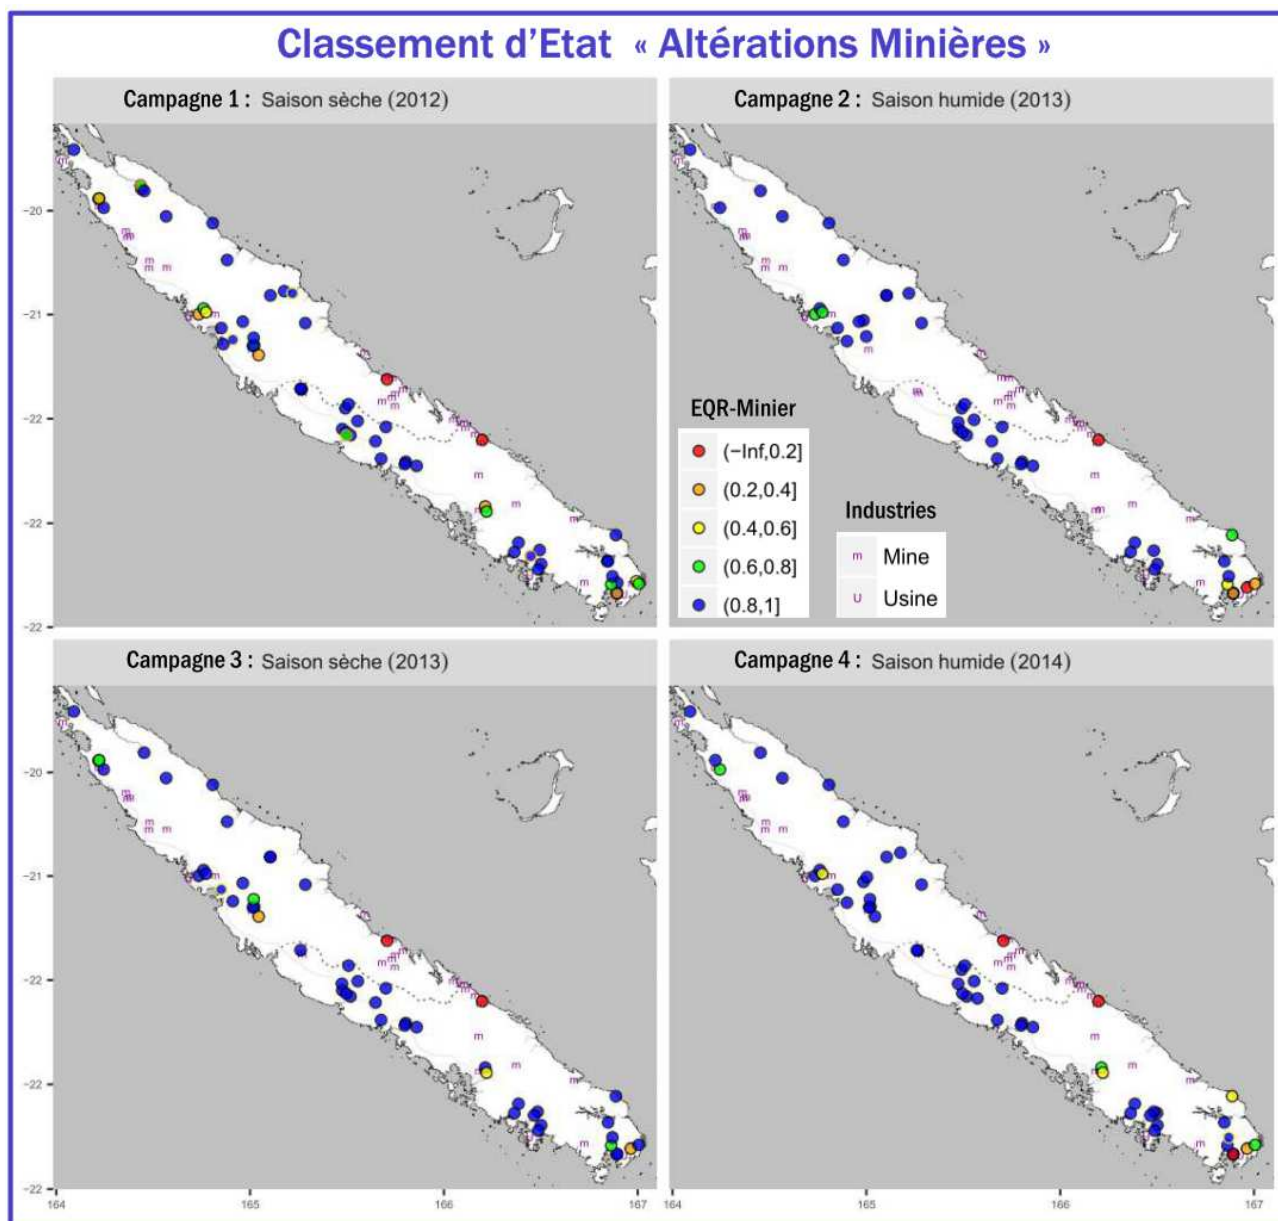 Classement d'Etat « Altérations Minières »
Campagne 1 : Saison sèche (2012)
Campagne 2 : Saison humide (2013)
−20
−21
−22
−22
−22
EQR-Minier
(−Inf,0.2]
(0.2,0.4]
(0.4,0.6]
(0.6,0.8]
(0.8,1]
Industries
m Mine
U Usine
Campagne 3 : Saison sèche (2013)
Campagne 4 : Saison humide (2014)
−20
−21
−22
−22
−22
164 165 166 167
164 165 166 167